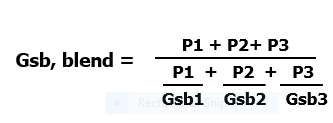 P1 + P2+ P3
Gsb, blend =
P1 + P2 + P3
Gsb1 Gsb2 Gsb3